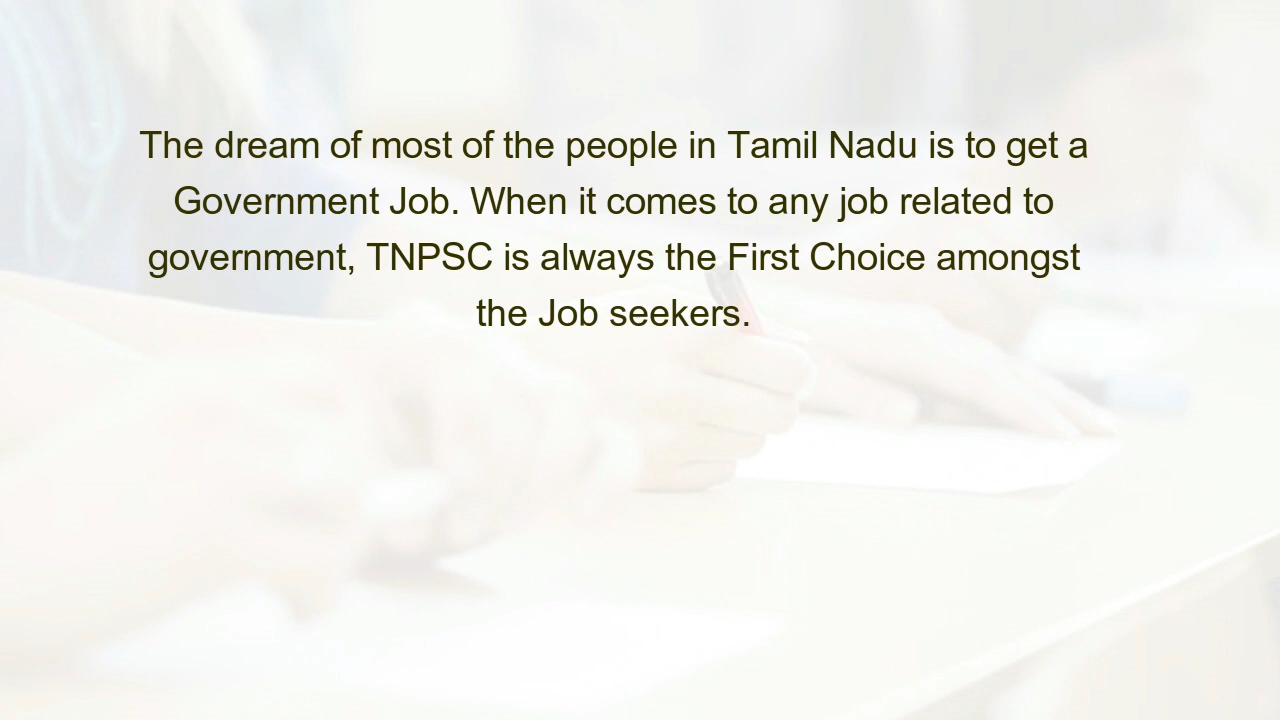 The dream of most of the people in Tamil Nadu is to get a
Government Job. When it comes to any job related to
government, TNPSC is always the First Choice amongst
the Job seekers.